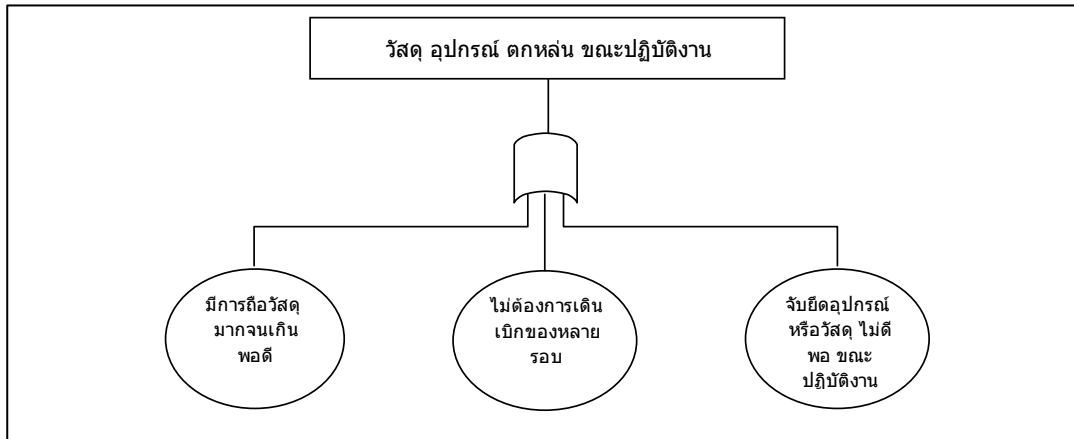 วัสดุ อุปกรณ์ ตกหล่น ขณะปฏิบัติงาน
มีการถือวัสดุ
มากจนเกิน
พอดี
ไม่ต้องการเดิน
เบิกของหลาย
รอบ
จับยึดอุปกรณ์
หรือวัสดุ ไม่ดี
พอ ขณะ
ปฏิบัติงาน